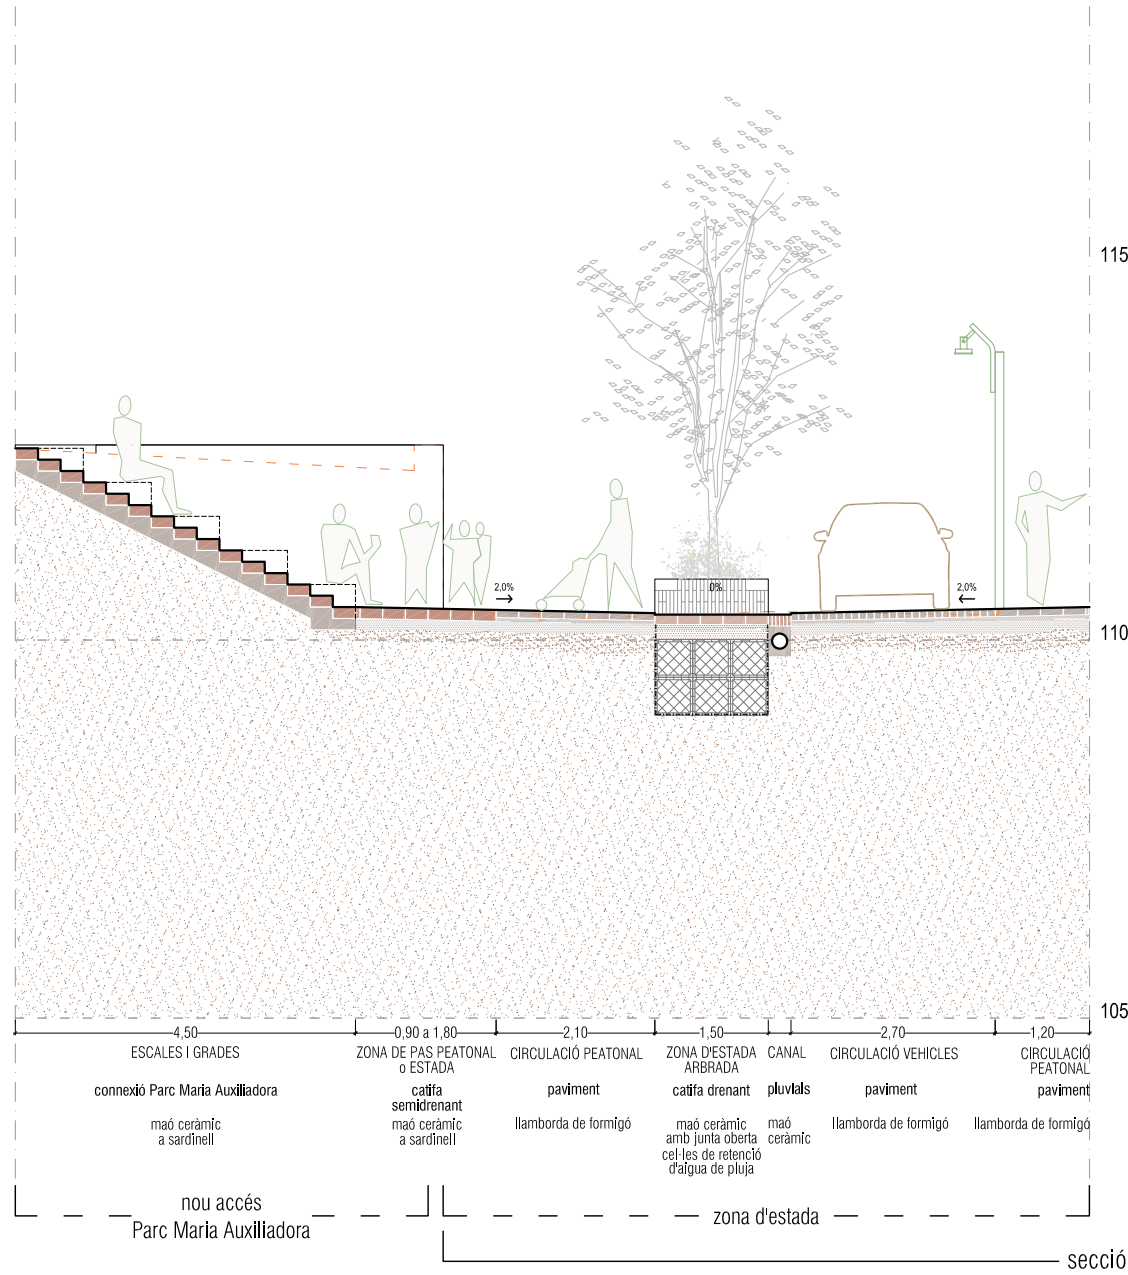 115
2,0%
0%
2,0%
110
105
4,50
0,90 a 1,80
2,10
1,50
2,70
1,20
ESCALES I GRADES
connexió Parc Maria Auxiliadora
maó ceràmic
a sardinell
ZONA DE PAS PEATONAL
o ESTADA
catifa
semidrenant
maó ceràmic
a sardinell
CIRCULACIÓ PEATONAL
paviment
llamborda de formigó
ZONA D'ESTADA
ARBRADA
catifa drenant
maó ceràmic
amb junta oberta
cel·les de retenció
d'aigua de pluja
CANAL
pluvials
maó
ceràmic
CIRCULACIÓ VEHICLES
paviment
llamborda de formigó
CIRCULACIÓ
PEATONAL
paviment
llamborda de formigó
nou accés
Parc Maria Auxiliadora
zona d'estada
secció